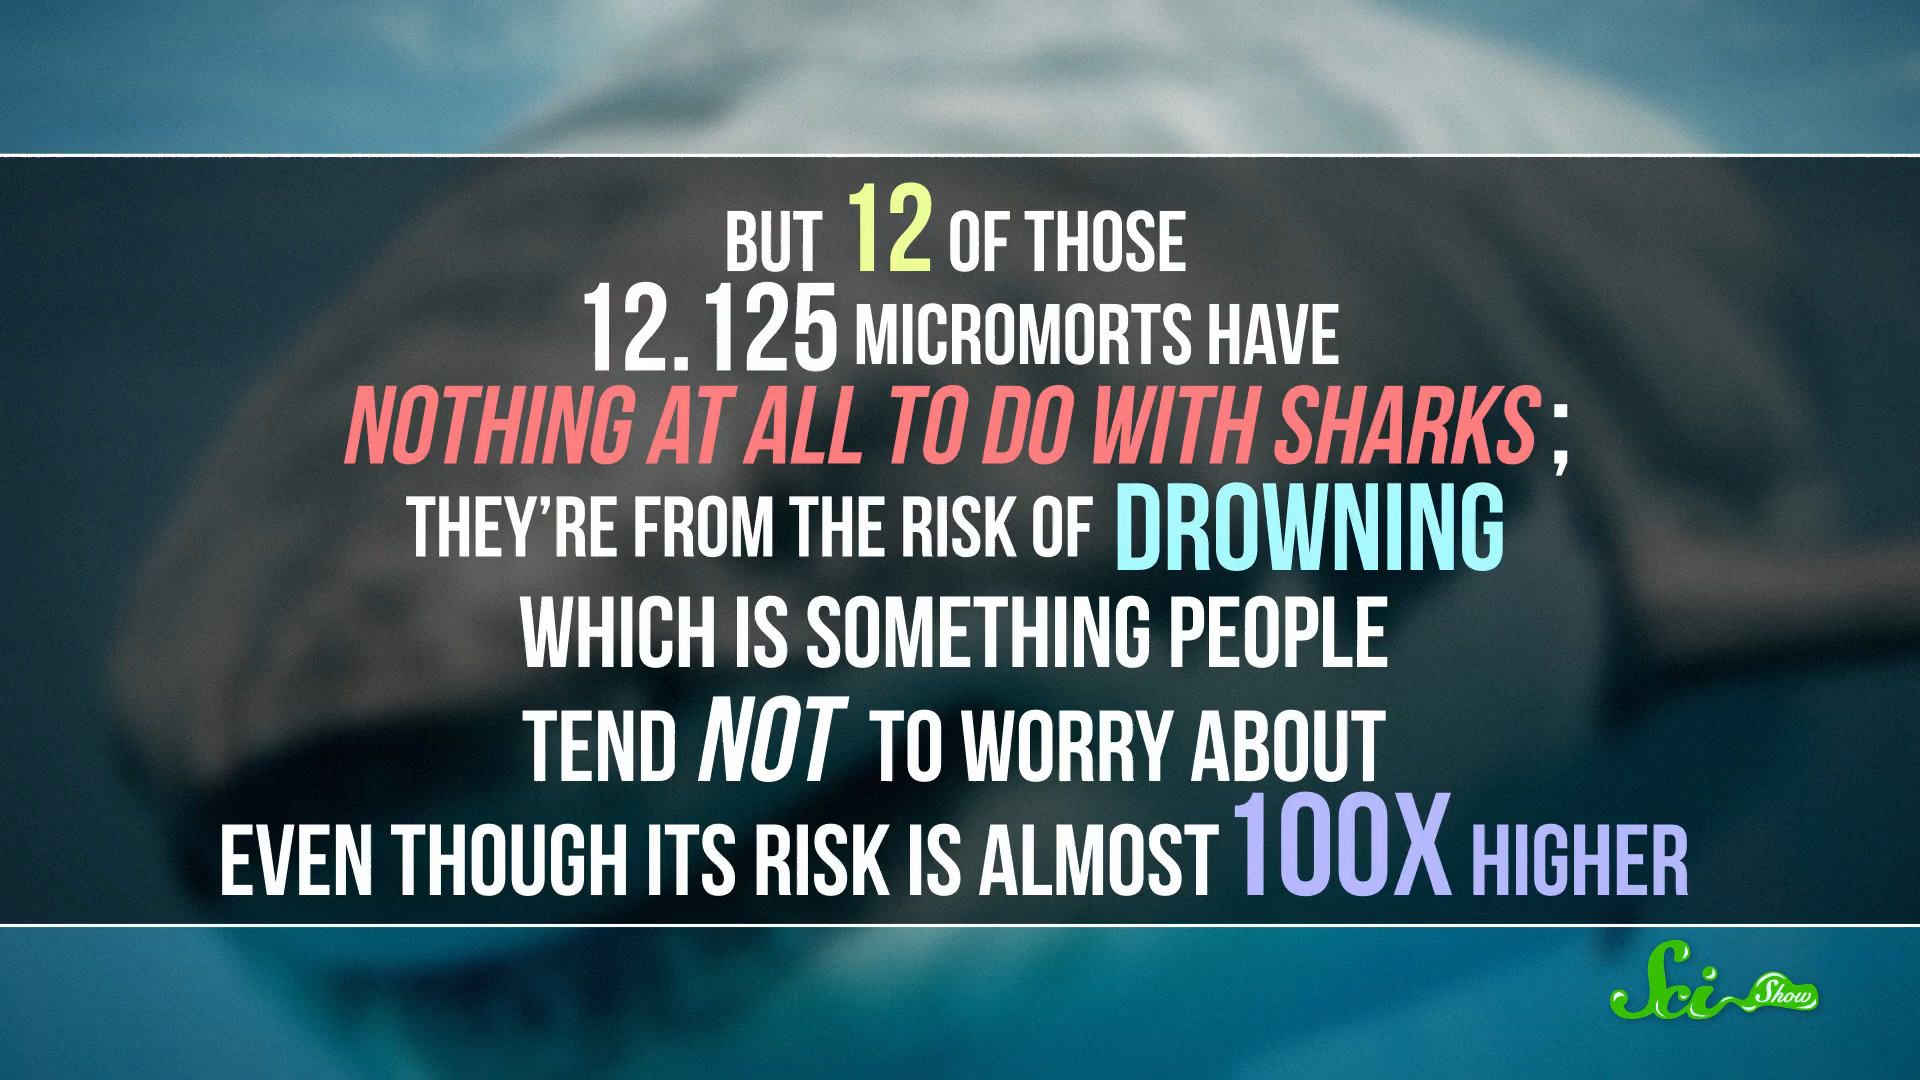 BUT 12 OF THOSE
12.125 MICROMORTS HAVE
NOTHING AT ALL TO DO WITH SHARKS;
THEY'RE FROM THE RISK OF DROWNING
WHICH IS SOMETHING PEOPLE
TEND NOT TO WORRY ABOUT
EVEN THOUGH ITS RISK IS ALMOST 100X HIGHER
Sci Show